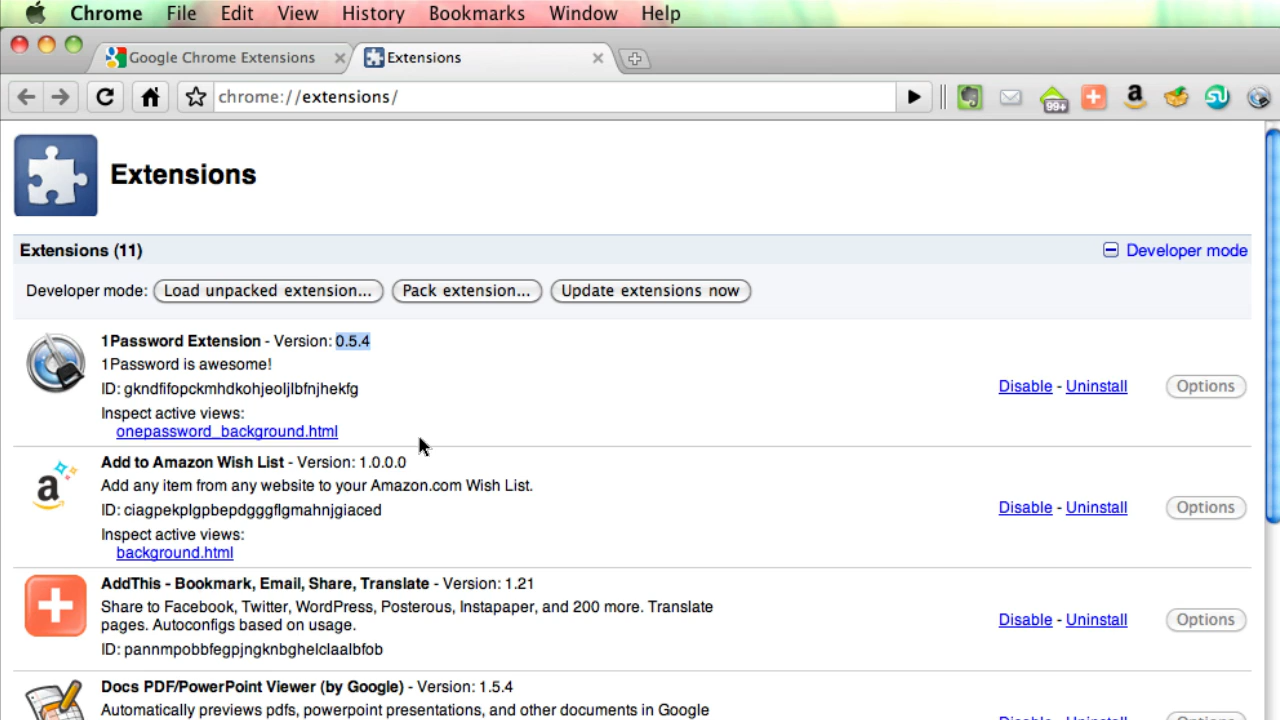 Chrome File Edit View History Bookmarks Window Help
Google Chrome Extensions Extensions
chrome://extensions/ 99+
Extensions
Extensions (11) Developer mode
Developer mode: Load unpacked extension... Pack extension... Update extensions now
1Password Extension - Version: 0.5.4
1Password is awesome!
ID: gkndfifopckmhdkohjeoljlbfnjhekfg
Disable - Uninstall Options
Inspect active views:
onepassword_background.html
Add to Amazon Wish List - Version: 1.0.0.0
Add any item from any website to your Amazon.com Wish List.
ID: ciagpekplgpbepdgggflgmahnjgiaced
Disable - Uninstall Options
Inspect active views:
background.html
AddThis - Bookmark, Email, Share, Translate - Version: 1.21
Share to Facebook, Twitter, WordPress, Posterous, Instapaper, and 200 more. Translate
pages. Autoconfigs based on usage.
Disable - Uninstall Options
ID: pannmpobbfegpjngknbghelclaalbfob
Docs PDF/PowerPoint Viewer (by Google) - Version: 1.5.4
Automatically previews pdfs, powerpoint presentations, and other documents in Google